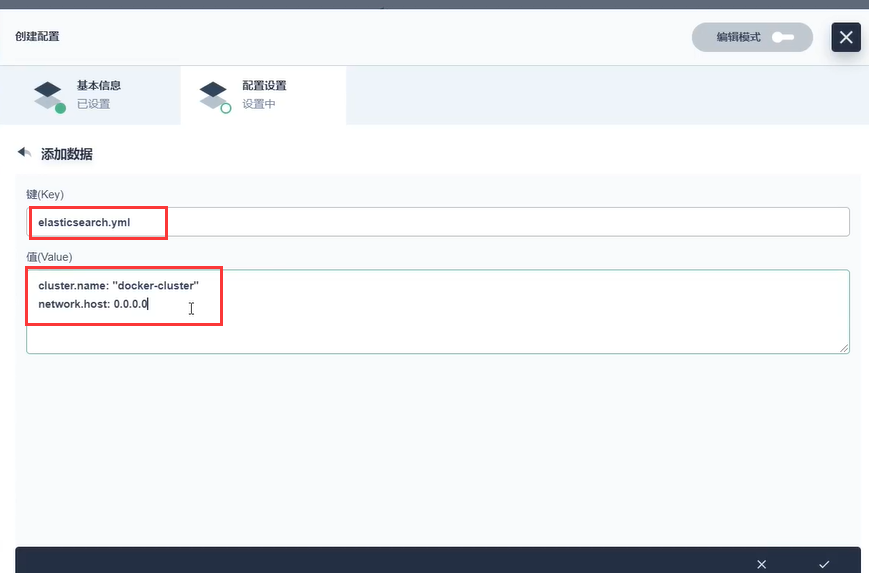 创建配置
编辑模式
基本信息
已设置
配置设置
设置中
添加数据
键(Key)
elasticsearch.yml
值(Value)
cluster.name: "docker-cluster"
network.host: 0.0.0.0